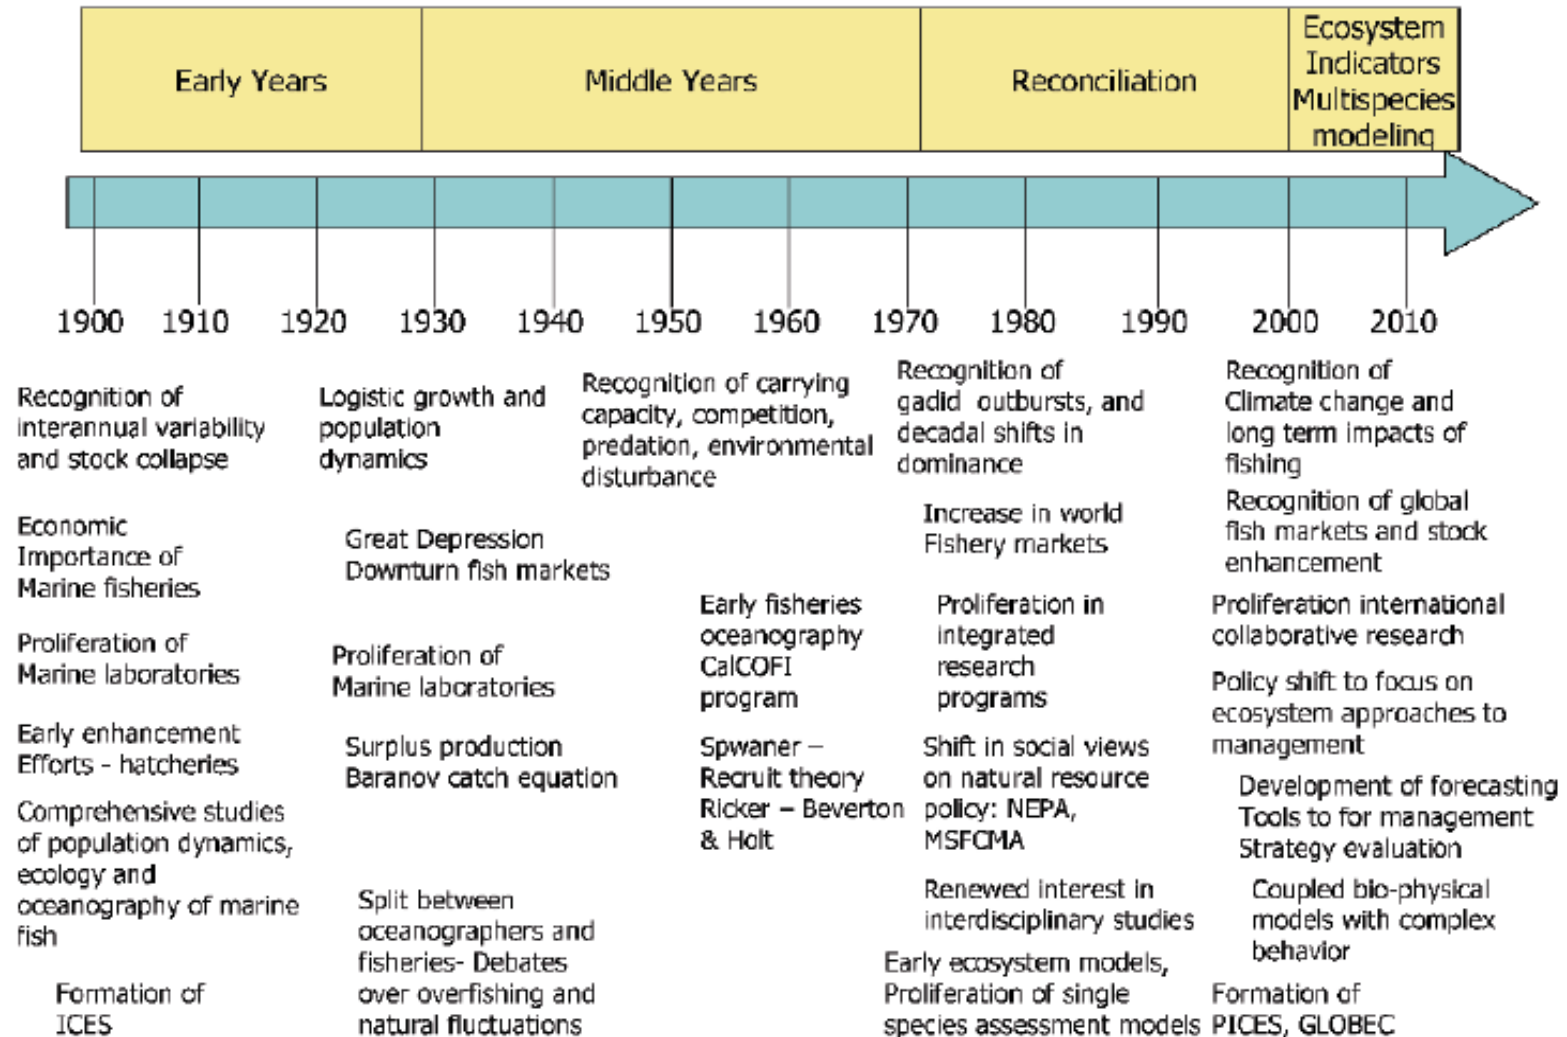 Early Years
Middle Years
Reconciliation
Ecosystem
Indicators
Multispecies
modeling
1900 1910 1920 1930 1940 1950 1960 1970 1980 1990 2000 2010
Recognition of
interannual variability
and stock collapse
Economic
Importance of
Marine fisheries
Proliferation of
Marine laboratories
Early enhancement
Efforts - hatcheries
Comprehensive studies
of population dynamics,
ecology and
oceanography of marine
fish
Formation of
ICES
Logistic growth and
population
dynamics
Great Depression
Downturn fish markets
Proliferation of
Marine laboratories
Surplus production
Baranov catch equation
Split between
oceanographers and
fisheries- Debates
over overfishing and
natural fluctuations
Recognition of carrying
capacity, competition,
predation, environmental
disturbance
Early fisheries
oceanography
CalCOFI
program
Spwaner –
Recruit theory
Ricker – Beverton
& Holt
Recognition of
gadid outbursts, and
decadal shifts in
dominance
Increase in world
Fishery markets
Proliferation in
integrated
research
programs
Shift in social views
on natural resource
policy: NEPA,
MSFCMA
Renewed interest in
interdisciplinary studies
Early ecosystem models,
Proliferation of single
species assessment models
Recognition of
Climate change and
long term impacts of
fishing
Recognition of global
fish markets and stock
enhancement
Proliferation international
collaborative research
Policy shift to focus on
ecosystem approaches to
management
Development of forecasting
Tools to for management
Strategy evaluation
Coupled bio-physical
models with complex
behavior
Formation of
PICES, GLOBEC